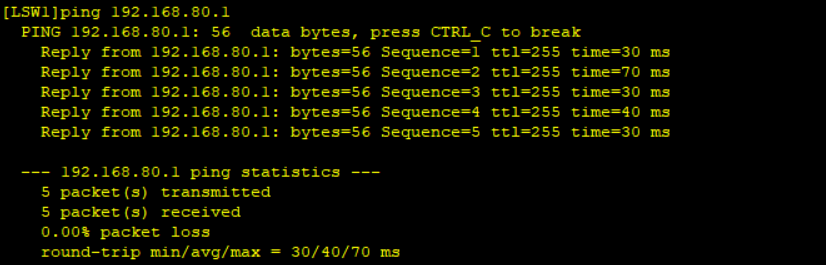 [LSW1]ping 192.168.80.1
PING 192.168.80.1: 56  data bytes, press CTRL_C to break
Reply from 192.168.80.1: bytes=56 Sequence=1 ttl=255 time=30 ms
Reply from 192.168.80.1: bytes=56 Sequence=2 ttl=255 time=70 ms
Reply from 192.168.80.1: bytes=56 Sequence=3 ttl=255 time=30 ms
Reply from 192.168.80.1: bytes=56 Sequence=4 ttl=255 time=40 ms
Reply from 192.168.80.1: bytes=56 Sequence=5 ttl=255 time=30 ms
--- 192.168.80.1 ping statistics ---
5 packet(s) transmitted
5 packet(s) received
0.00% packet loss
round-trip min/avg/max = 30/40/70 ms